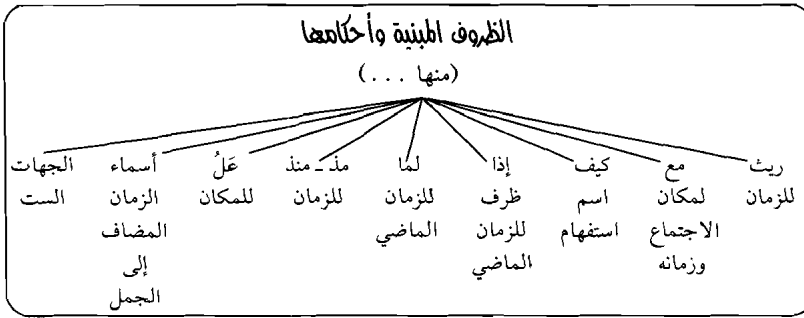 الظروف المبنية وأحكامها
(منها ...)
ريث
للزمان
مع
لمكان
الاجتماع
وزمانه
كيف
اسم
استفهام
إذا
ظرف
للزمان
الماضي
لمّا
للزمان
الماضي
مذ ـ منذ
للزمان
عَلُ
للمكان
أسماء
الزمان
المضاف
إلى
الجمل
الجهات
الست